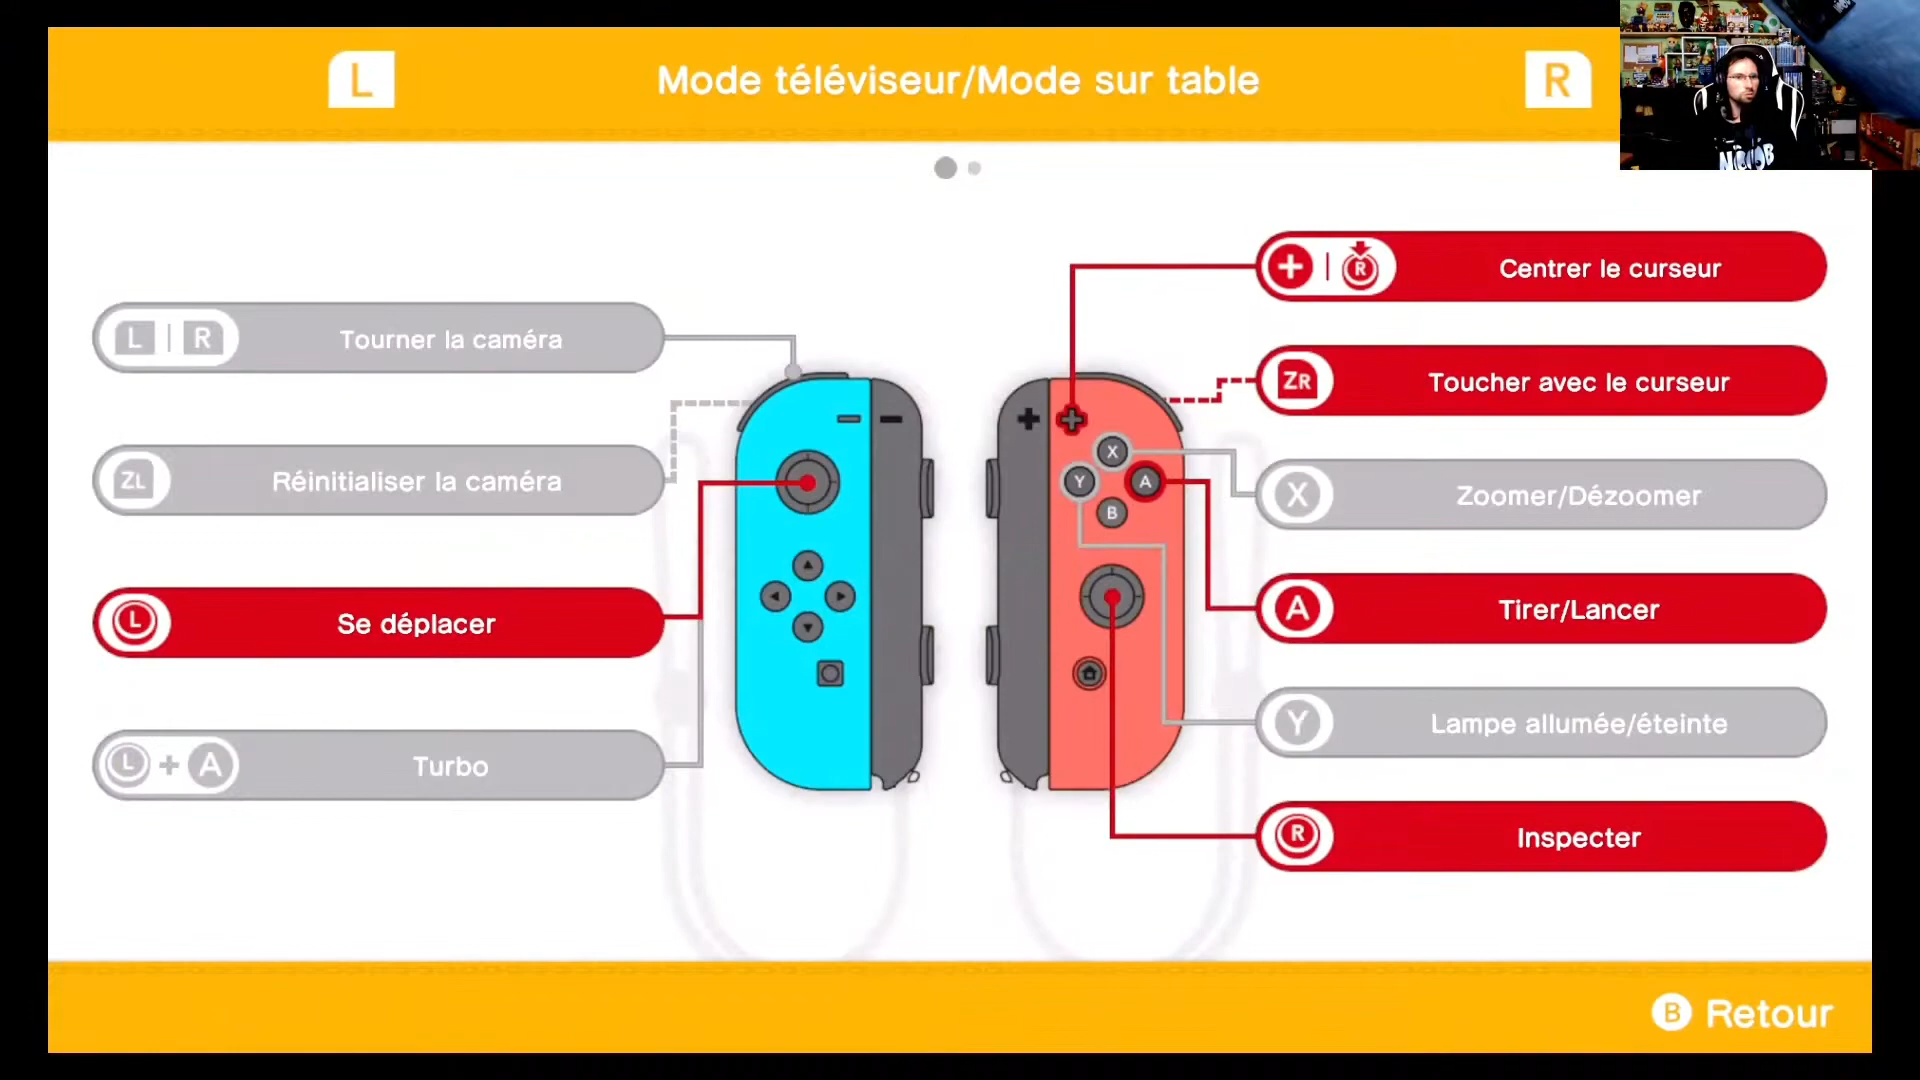 L Mode téléviseur/Mode sur table R
L | R Tourner la caméra
ZL Réinitialiser la caméra
L Se déplacer
L + A Turbo
+ | R Centrer le curseur
ZR Toucher avec le curseur
X Zoomer/Dézoomer
A Tirer/Lancer
Y Lampe allumée/éteinte
R Inspecter
X
Y A
B
B Retour